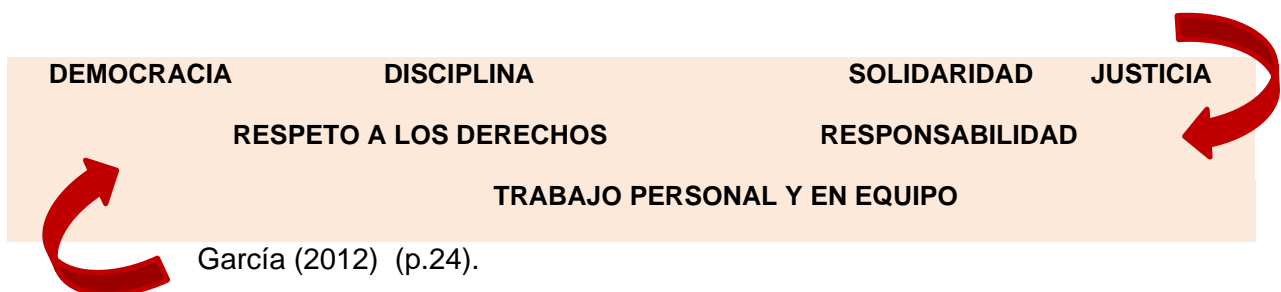 DEMOCRACIA DISCIPLINA SOLIDARIDAD JUSTICIA
RESPETO A LOS DERECHOS RESPONSABILIDAD
TRABAJO PERSONAL Y EN EQUIPO
García (2012) (p.24).